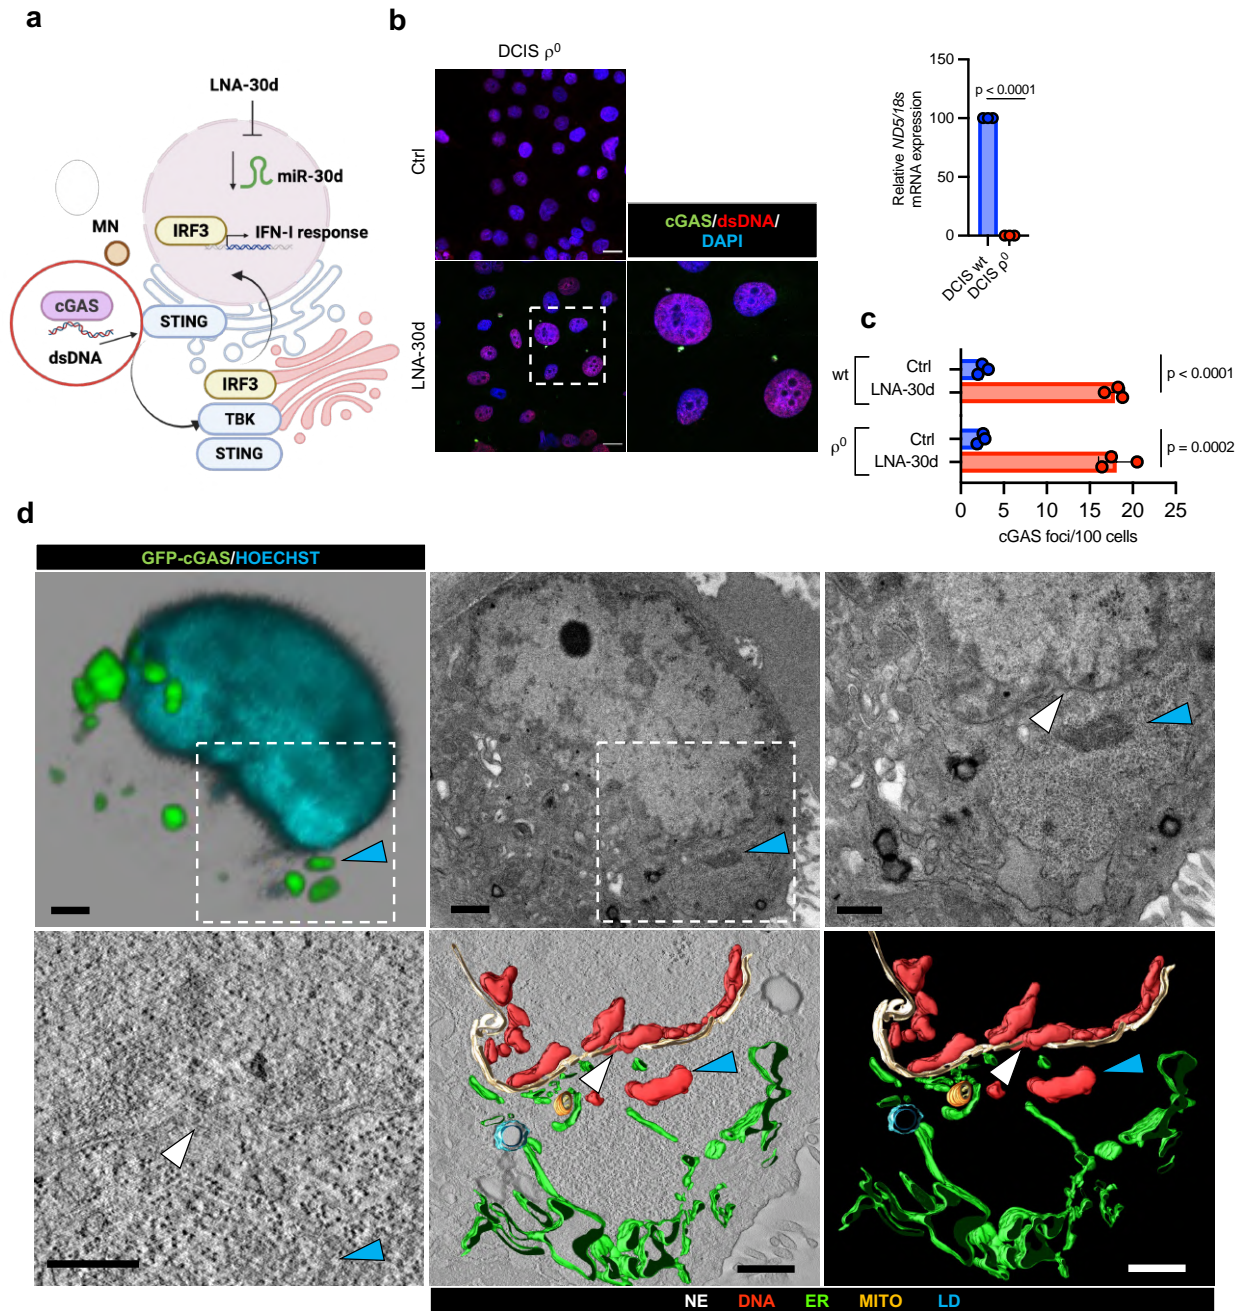 a
LNA-30d
miR-30d
IRF3
IFN-I response
MN
cGAS
dsDNA
STING
IRF3
TBK
STING
b
DCIS ρ⁰
Ctrl
LNA-30d
cGAS/dsDNA/
DAPI
Relative ND5/18s
mRNA expression
150
100
50
0
p < 0.0001
DCIS wt
DCIS ρ⁰
c
wt
Ctrl
LNA-30d
p < 0.0001
ρ⁰
Ctrl
LNA-30d
p = 0.0002
0 5 10 15 20 25
cGAS foci/100 cells
d
GFP-cGAS/HOECHST
NE DNA ER MITO LD